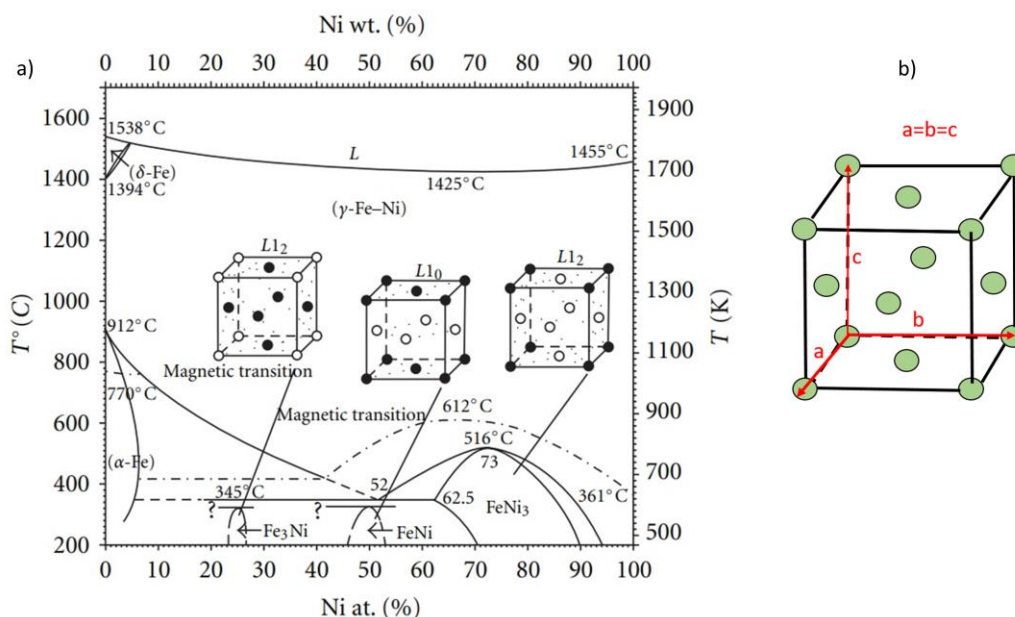 Ni wt. (%)
0 10 20 30 40 50 60 70 80 90 100
a)
b)
1600
1400
1200
1000
800
600
400
200
T° (C)
1538°C
(δ-Fe)
1394°C
L
1425°C
1455°C
(γ-Fe–Ni)
L1₂
L1₀
L1₂
912°C
Magnetic transition
770°C
Magnetic transition
612°C
516°C
73
(α-Fe)
345°C
52
62.5
361°C
FeNi₃
?
?
Fe₃Ni
FeNi
1900
1700
1500
1300
1100
900
700
500
T (K)
0 10 20 30 40 50 60 70 80 90 100
Ni at. (%)
a=b=c
c
b
a